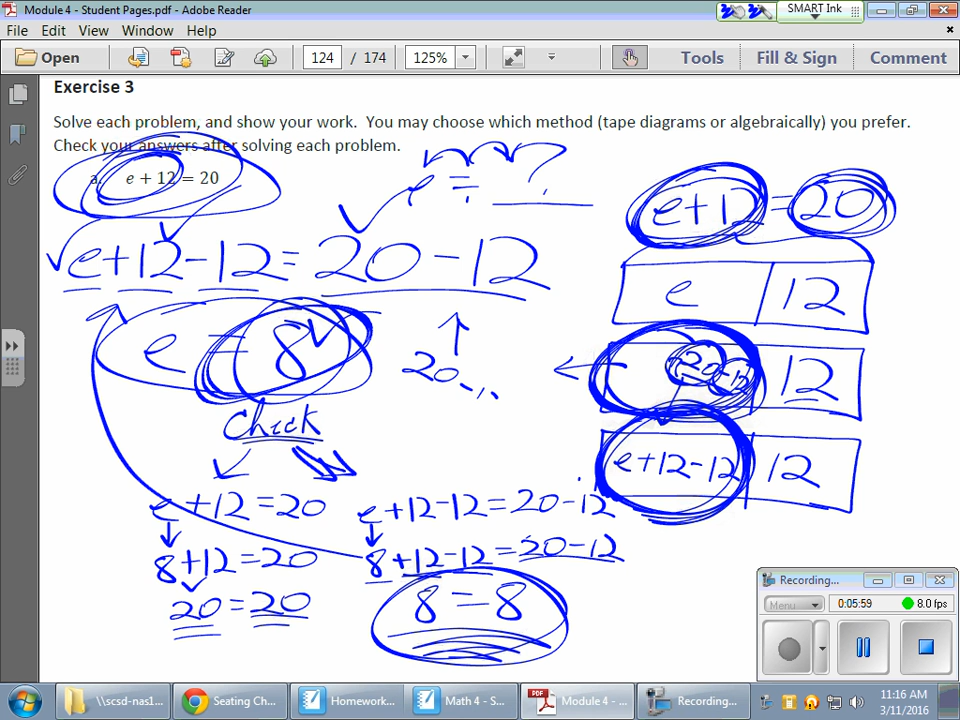 Module 4 - Student Pages.pdf - Adobe Reader
SMART Ink
File Edit View Window Help
Open 124 / 174 125% Tools Fill & Sign Comment
Exercise 3
Solve each problem, and show your work. You may choose which method (tape diagrams or algebraically) you prefer.
Check your answers after solving each problem.
a. e + 12 = 20
e = ?
e+12 = 20
e+12-12 = 20-12
e 12
e = 8
20-
20-12 12
Check
e+12-12 12
e+12=20
e+12-12=20-12
8+12=20
8+12-12=20-12
20=20
8=8
Recording...
Menu 0:05:59 8.0 fps
\\scsd-nas1... Seating Ch... Homework... Math 4 - S... Module 4 - ... Recording... 11:16 AM
3/11/2016